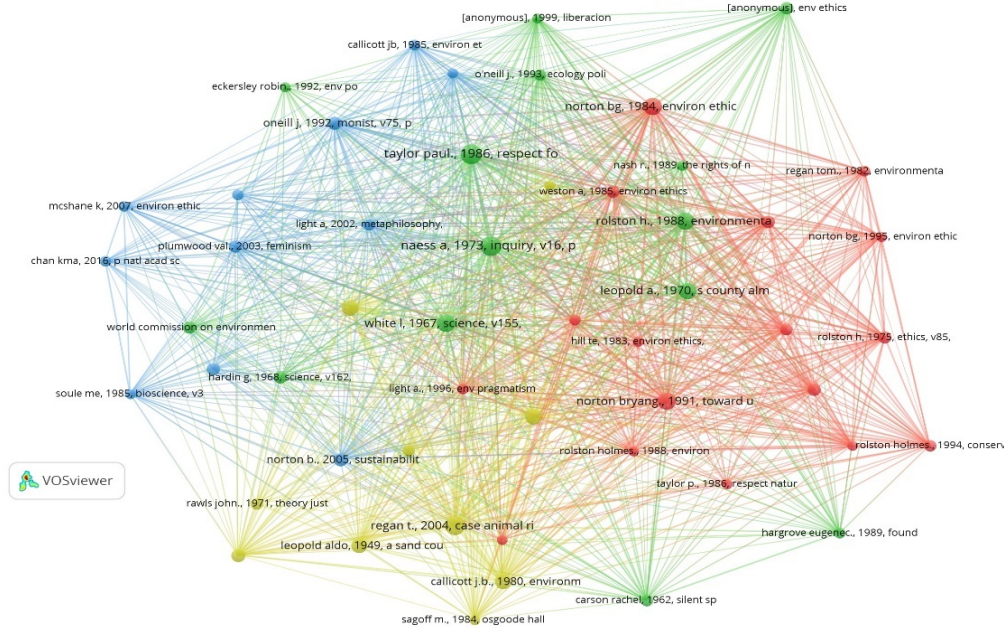 [anonymous], env ethics
[anonymous], 1999, liberacion
callicott jb, 1985, environ et
o'neill j., 1993, ecology poli
eckersley robin., 1992, env po
norton bg, 1984, environ ethic
oneill j, 1992, monist, v75, p
taylor paul., 1986, respect fo
nash r., 1989, the rights of n
regan tom., 1982, environmenta
weston a, 1985, environ ethics
mcshane k, 2007, environ ethic
light a, 2002, metaphilosophy,
rolston h., 1988, environmenta
norton bg, 1995, environ ethic
plumwood val., 2003, feminism
naess a, 1973, inquiry, v16, p
chan kma, 2016, p natl acad sc
leopold a., 1970, s county alm
world commission on environmen
white l, 1967, science, v155,
hill te, 1983, environ ethics,
rolston h, 1975, ethics, v85,
hardin g, 1968, science, v162,
light a., 1996, env pragmatism
soule me, 1985, bioscience, v3
norton bryang., 1991, toward u
rolston holmes., 1988, environ
rolston holmes., 1994, conserv
norton b., 2005, sustainabilit
VOSviewer
taylor p., 1986, respect natur
rawls john., 1971, theory just
regan t., 2004, case animal ri
hargrove eugenec., 1989, found
leopold aldo, 1949, a sand cou
callicott j.b., 1980, environm
carson rachel, 1962, silent sp
sagoff m., 1984, osgoode hall